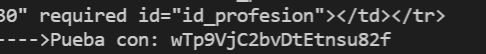 30" required id="id_profesion"></td></tr>
---->Pueba con: wTp9VjC2bvDtEtnsu82f